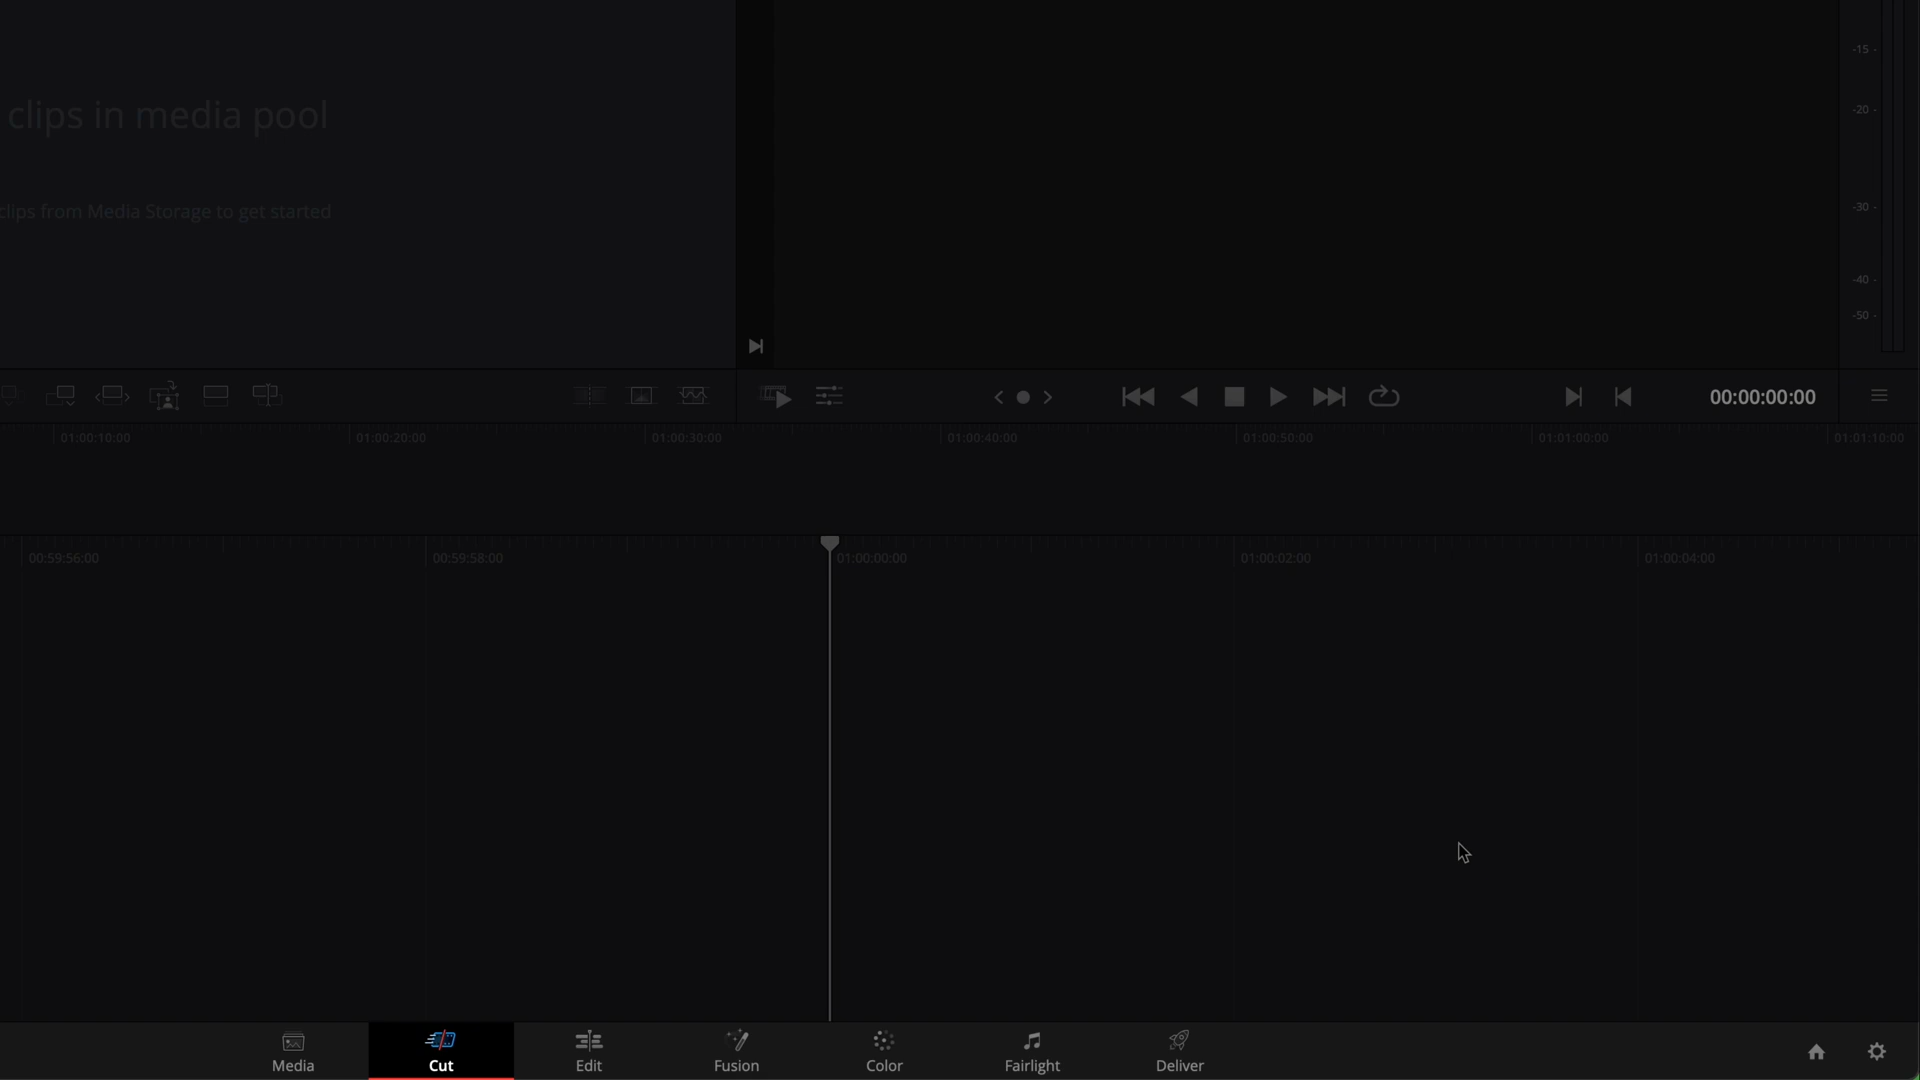 -15
-20
clips in media pool
-30
clips from Media Storage to get started
-40
-50
00:00:00:00
01:00:10:00 01:00:20:00 01:00:30:00 01:00:40:00 01:00:50:00 01:01:00:00 01:01:10:00
00:59:56:00 00:59:58:00 01:00:00:00 01:00:02:00 01:00:04:00
Media Cut Edit Fusion Color Fairlight Deliver